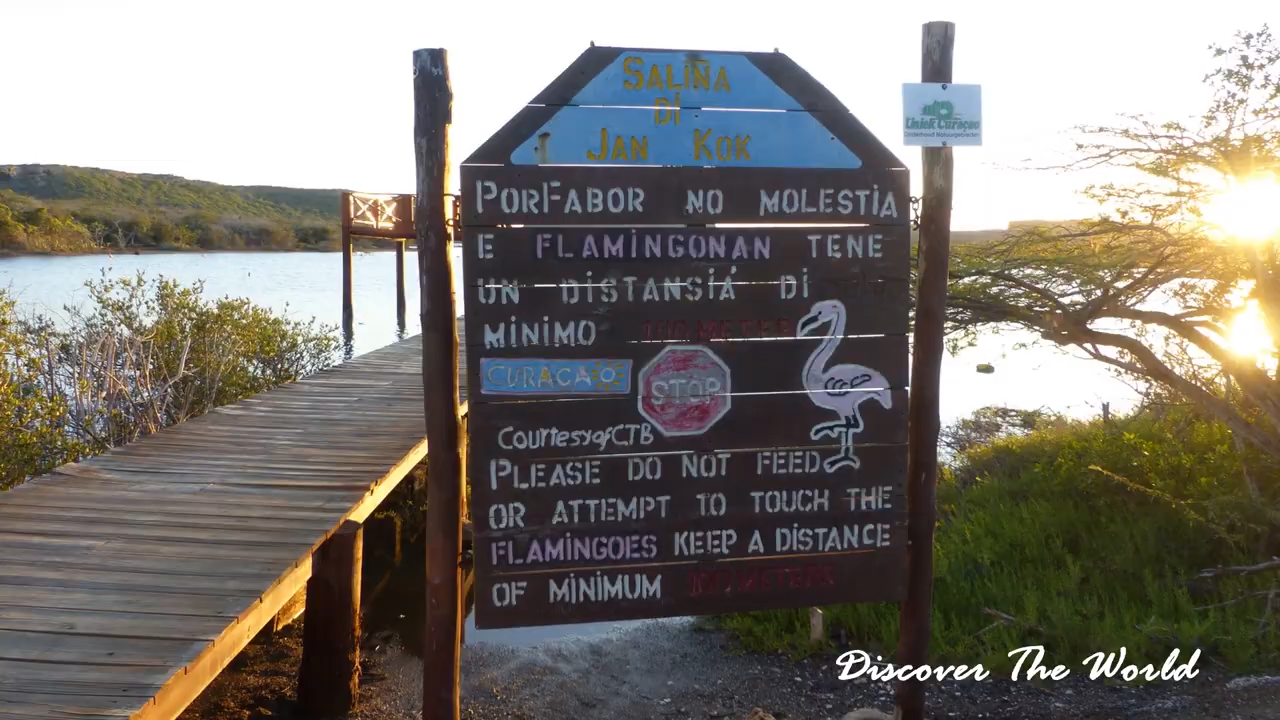 SALIÑA
DI
JAN KOK
PORFABOR NO MOLESTIA
E FLAMINGONAN TENE
UN DISTANSIÁ DI
MINIMO 100 METER
CURACAO
STOP
Courtesy of CTB
PLEASE DO NOT FEED
OR ATTEMPT TO TOUCH THE
FLAMINGOES KEEP A DISTANCE
OF MINIMUM 100 METERS
Uniek Curaçao
Onderhoud Natuurgebieden
Discover The World